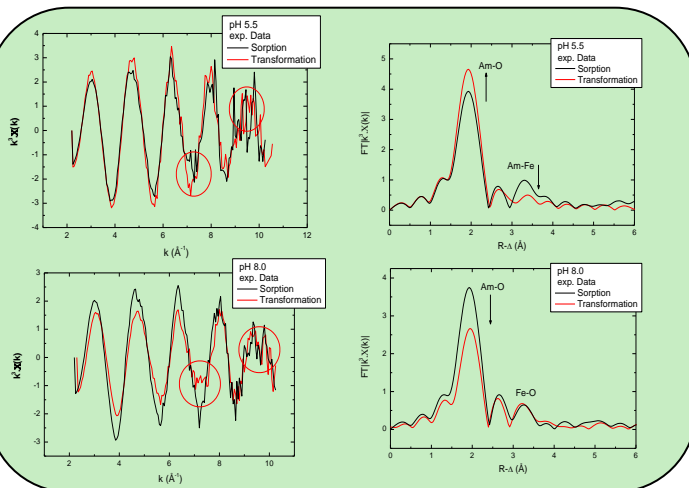 pH 5.5
exp. Data
Sorption
Transformation
4
3
2
1
0
-1
-2
-3
-4
2 4 6 8 10 12
k³.X(k)
k (Å⁻¹)
pH 5.5
exp. Data
Sorption
Transformation
Am-O
Am-Fe
5
4
3
2
1
0
0 1 2 3 4 5 6
FT|k³.X(k)|
R-Δ (Å)
pH 8.0
exp. Data
Sorption
Transformation
3
2
1
0
-1
-2
-3
2 4 6 8 10
k³.X(k)
k (Å⁻¹)
pH 8.0
exp. Data
Sorption
Transformation
Am-O
Fe-O
4
3
2
1
0
0 1 2 3 4 5 6
FT|k³.X(k)|
R-Δ (Å)